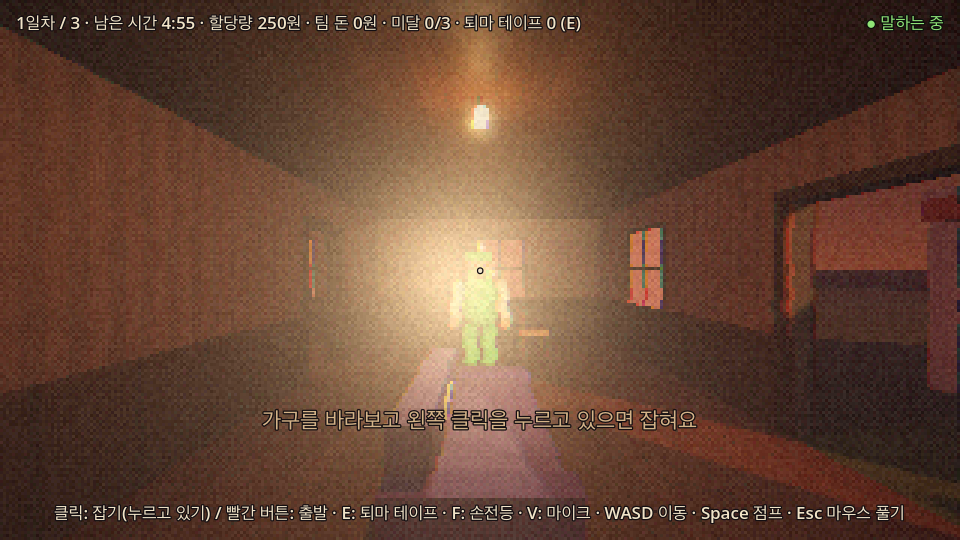 1일차 / 3 · 남은 시간 4:55 · 할당량 250원 · 팀 돈 0원 · 미달 0/3 · 퇴마 테이프 0 (E)
● 말하는 중
가구를 바라보고 왼쪽 클릭을 누르고 있으면 잡혀요
클릭: 잡기(누르고 있기) / 빨간 버튼: 출발 · E: 퇴마 테이프 · F: 손전등 · V: 마이크 · WASD 이동 · Space 점프 · Esc 마우스 풀기